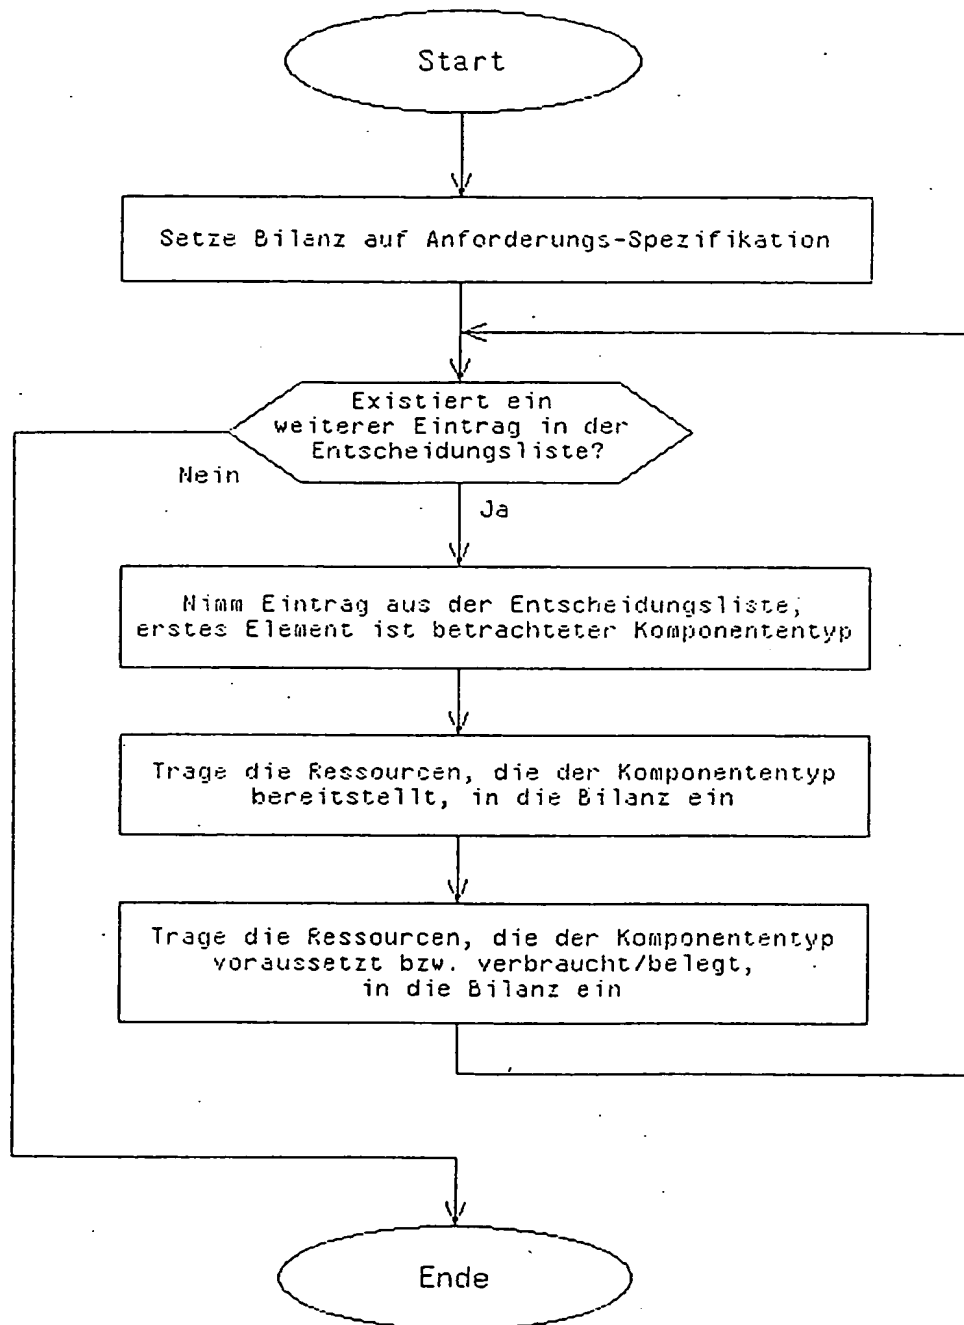 Start
Setze Bilanz auf Anforderungs-Spezifikation
Existiert ein
weiterer Eintrag in der
Entscheidungsliste?
Nein
Ja
Nimm Eintrag aus der Entscheidungsliste,
erstes Element ist betrachteter Komponententyp
Trage die Ressourcen, die der Komponententyp
bereitstellt, in die Bilanz ein
Trage die Ressourcen, die der Komponententyp
voraussetzt bzw. verbraucht/belegt,
in die Bilanz ein
Ende